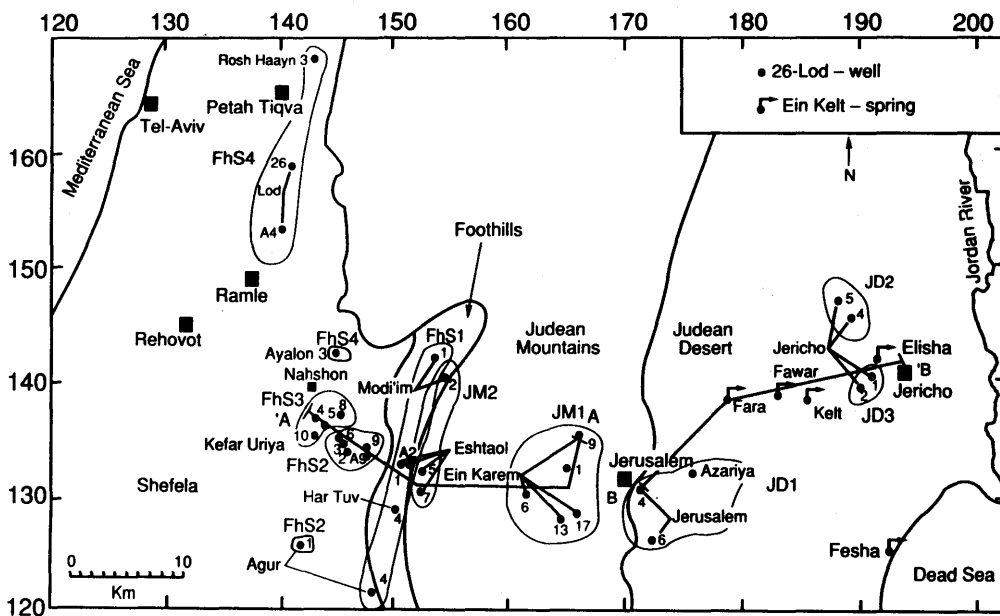 120 130 140 150 160 170 180 190 200
Rosh Haayn 3
26-Lod – well
Ein Kelt – spring
Mediterranean Sea
Petah Tiqva
Tel-Aviv
N
160
FhS4
26
Lod
A4
Jordan River
Foothills
150
Ramle
JD2
5
4
Rehovot
FhS4
Ayalon 3
FhS1
1
Judean
Mountains
Judean
Desert
Jericho
Elisha
Nahshon
140
Modi'im
2
JM2
Fawar
1
'B
Jericho
FhS3
'A
4
5
8
Fara
Kelt
2
JD3
JM1
A
10
Kefar Uriya
6
3
2
A9
9
9
FhS2
A2
Eshtaol
1
5
7
Ein Karem
1
Jerusalem
Azariya
130
Shefela
B
4
JD1
Har Tuv
4
6
13
17
Jerusalem
6
FhS2
1
Fesha
Agur
4
0 10
Km
Dead Sea
120